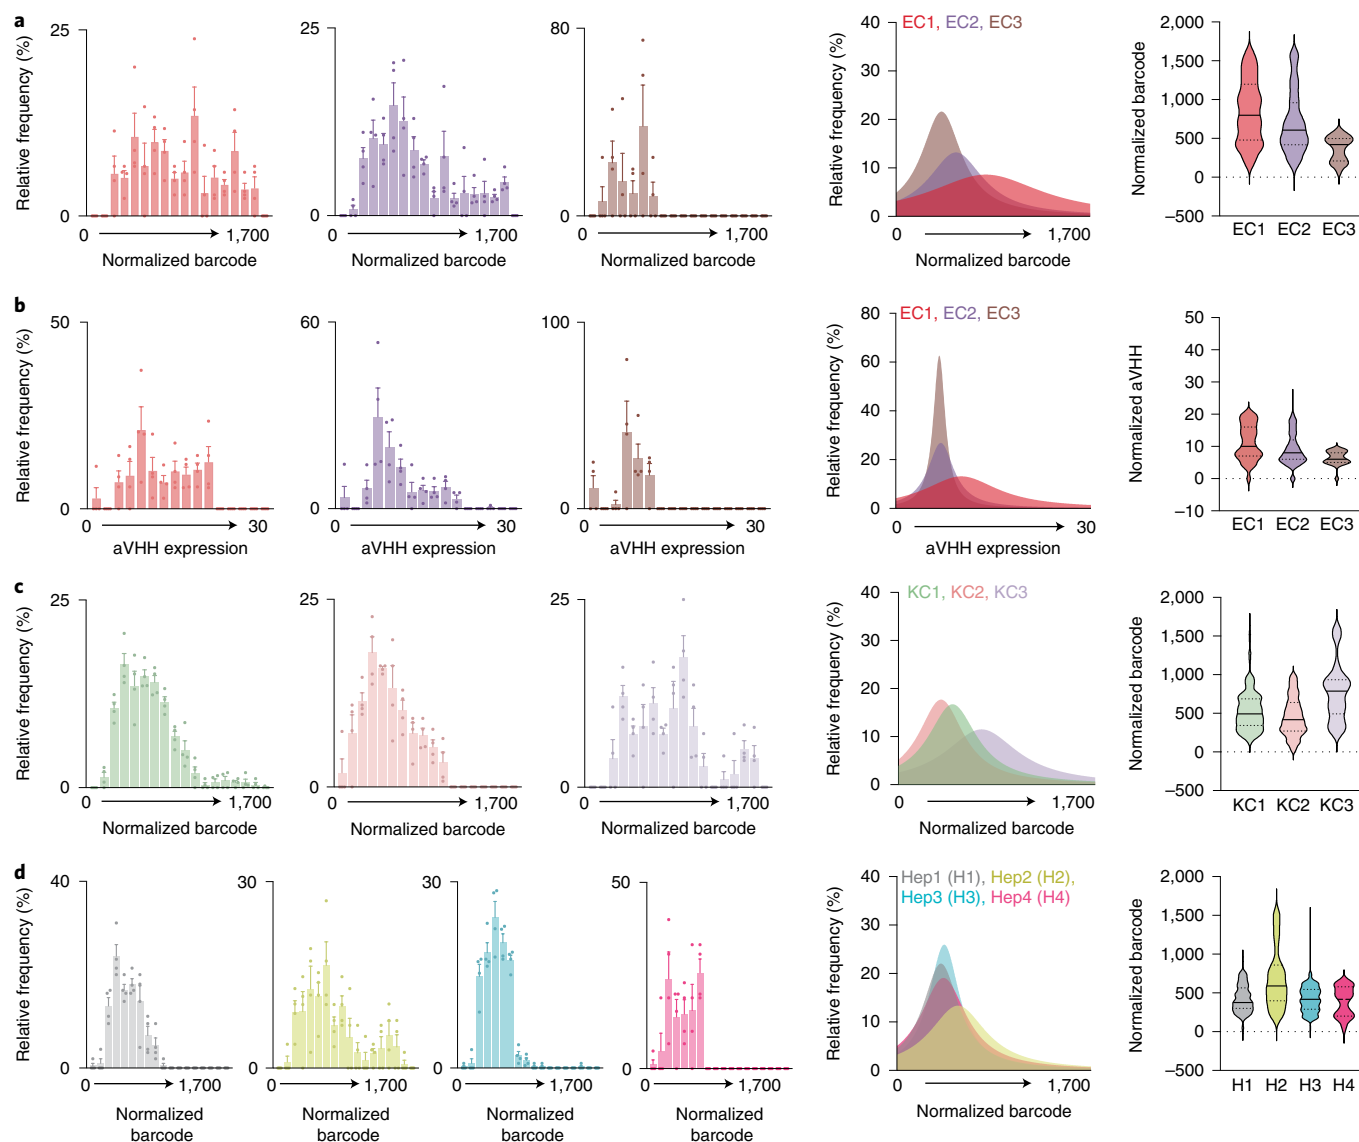 a
Relative frequency (%)
25
0
0
1,700
Normalized barcode
25
0
0
1,700
Normalized barcode
80
0
0
1,700
Normalized barcode
Relative frequency (%)
40
30
20
10
0
EC1, EC2, EC3
0
1,700
Normalized barcode
Normalized barcode
2,000
1,000
500
0
–500
EC1 EC2 EC3
b
Relative frequency (%)
50
0
0
30
aVHH expression
60
0
0
30
aVHH expression
100
0
0
30
aVHH expression
Relative frequency (%)
80
60
40
20
0
EC1, EC2, EC3
0
30
aVHH expression
Normalized aVHH
50
40
30
20
10
0
–10
EC1 EC2 EC3
c
Relative frequency (%)
25
0
0
1,700
Normalized barcode
25
0
0
1,700
Normalized barcode
25
0
0
1,700
Normalized barcode
Relative frequency (%)
40
30
20
10
0
KC1, KC2, KC3
0
1,700
Normalized barcode
Normalized barcode
2,000
1,500
1,000
500
0
–500
KC1 KC2 KC3
d
Relative frequency (%)
40
0
0
1,700
Normalized
barcode
30
0
0
1,700
Normalized
barcode
30
0
0
1,700
Normalized
barcode
50
0
0
1,700
Normalized
barcode
Relative frequency (%)
40
30
20
10
0
Hep1 (H1), Hep2 (H2),
Hep3 (H3), Hep4 (H4)
0
1,700
Normalized barcode
Normalized barcode
2,000
1,500
1,000
500
0
–500
H1 H2 H3 H4